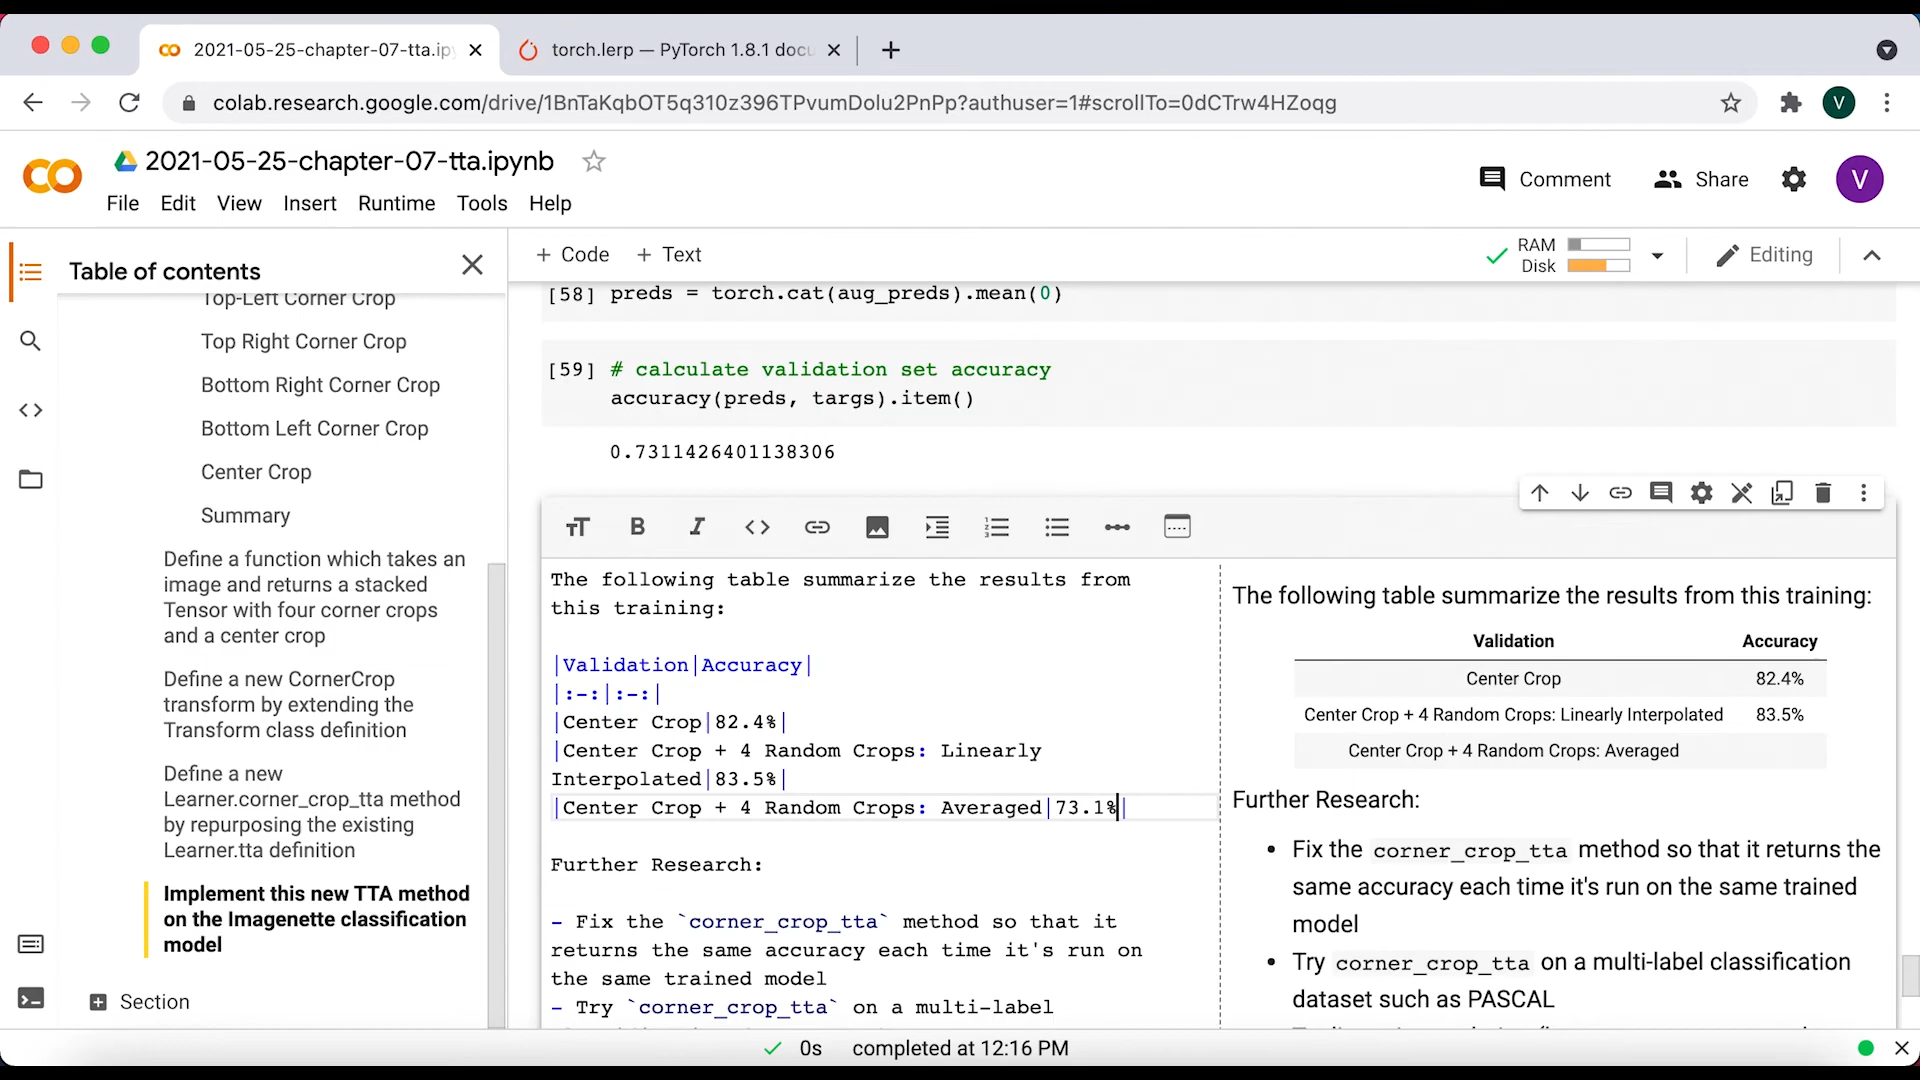 2021-05-25-chapter-07-tta.ip
torch.lerp — PyTorch 1.8.1 docu
colab.research.google.com/drive/1BnTaKqbOT5q310z396TPvumDolu2PnPp?authuser=1#scrollTo=0dCTrw4HZoqg
V
2021-05-25-chapter-07-tta.ipynb
File Edit View Insert Runtime Tools Help
Comment
Share
V
Table of contents
+ Code + Text
RAM
Disk
Editing
Top-Left Corner Crop
Top Right Corner Crop
Bottom Right Corner Crop
Bottom Left Corner Crop
Center Crop
Summary
Define a function which takes an
image and returns a stacked
Tensor with four corner crops
and a center crop
Define a new CornerCrop
transform by extending the
Transform class definition
Define a new
Learner.corner_crop_tta method
by repurposing the existing
Learner.tta definition
Implement this new TTA method
on the Imagenette classification
model
Section
[58] preds = torch.cat(aug_preds).mean(0)
[59] # calculate validation set accuracy
accuracy(preds, targs).item()
0.7311426401138306
The following table summarize the results from
this training:
|Validation|Accuracy|
|:-:|:-:|
|Center Crop|82.4%|
|Center Crop + 4 Random Crops: Linearly
Interpolated|83.5%|
|Center Crop + 4 Random Crops: Averaged|73.1%|
Further Research:
- Fix the `corner_crop_tta` method so that it
returns the same accuracy each time it's run on
the same trained model
- Try `corner_crop_tta` on a multi-label
The following table summarize the results from this training:
Validation Accuracy
Center Crop 82.4%
Center Crop + 4 Random Crops: Linearly Interpolated 83.5%
Center Crop + 4 Random Crops: Averaged
Further Research:
• Fix the corner_crop_tta method so that it returns the
same accuracy each time it's run on the same trained
model
• Try corner_crop_tta on a multi-label classification
dataset such as PASCAL
0s completed at 12:16 PM